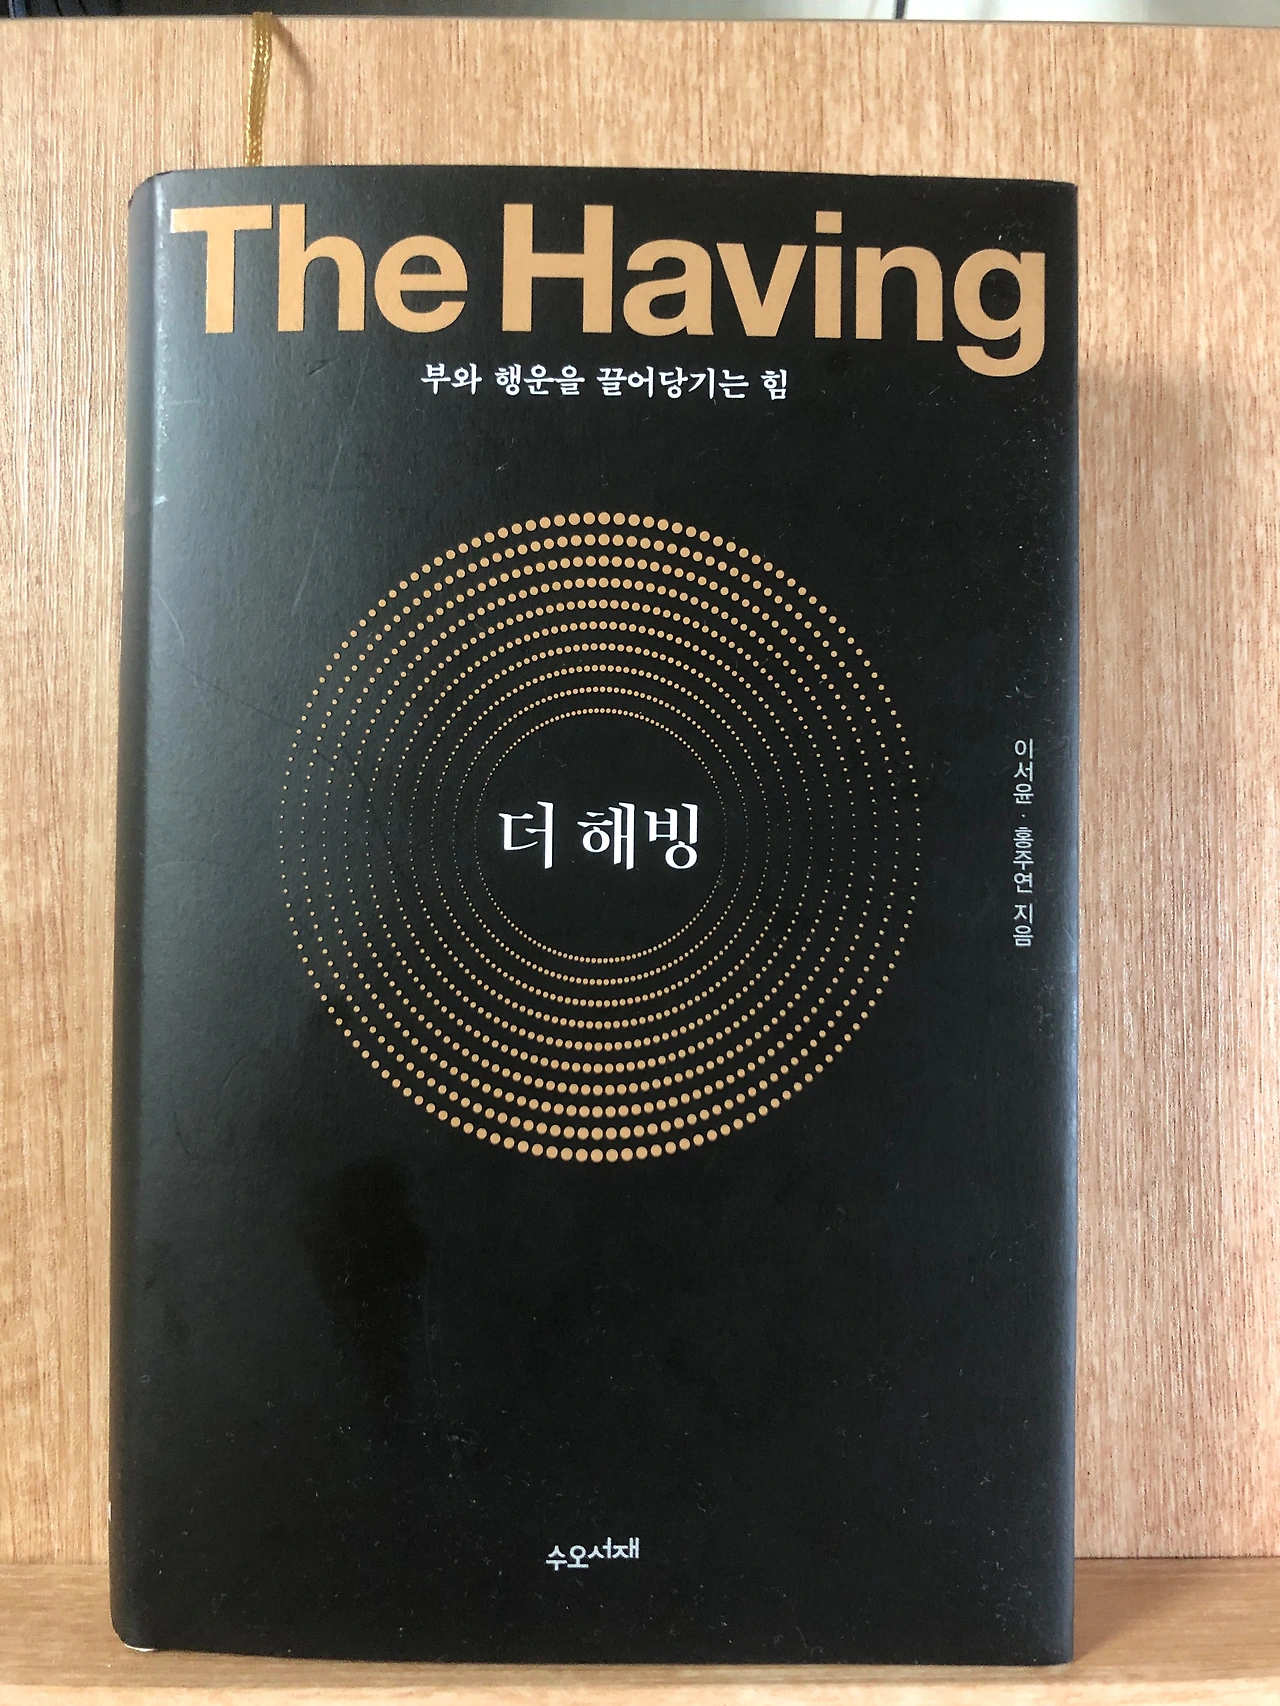 The Having
부와 행운을 끌어당기는 힘
더 해빙
이서윤 · 홍주연 지음
수오서재